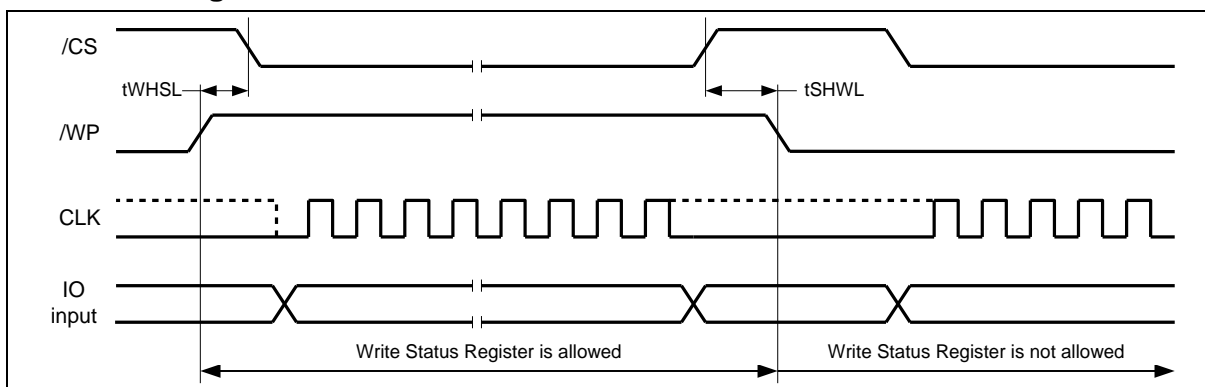 /CS
tWHSL
tSHWL
/WP
CLK
IO
input
Write Status Register is allowed
Write Status Register is not allowed